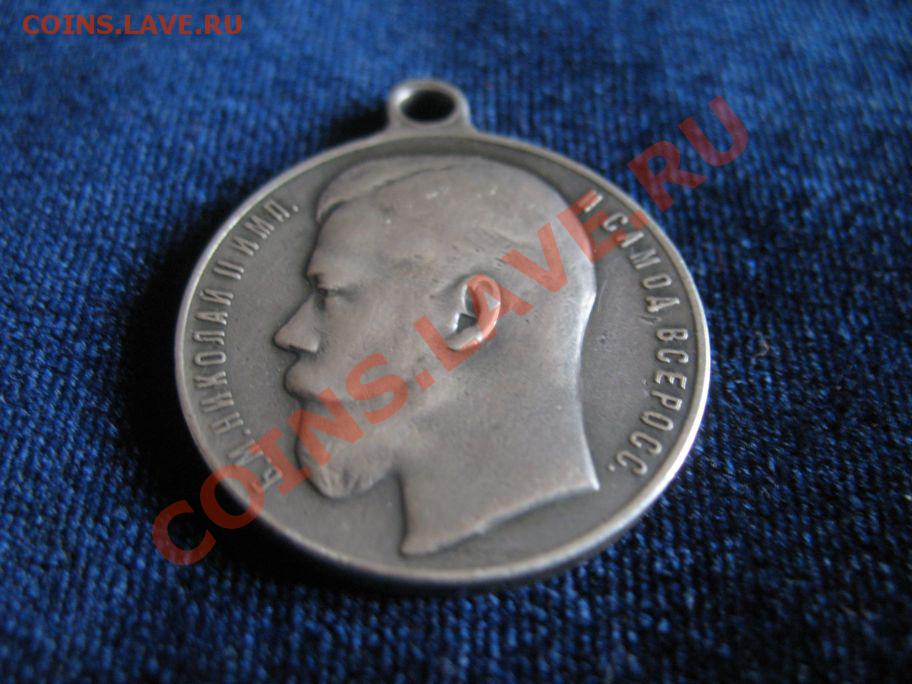 COINS.LAVE.RU
Б.М. НИКОЛАЙ II ИМП.
И САМОД, ВСЕРОСС.
COINS.LAVE.RU